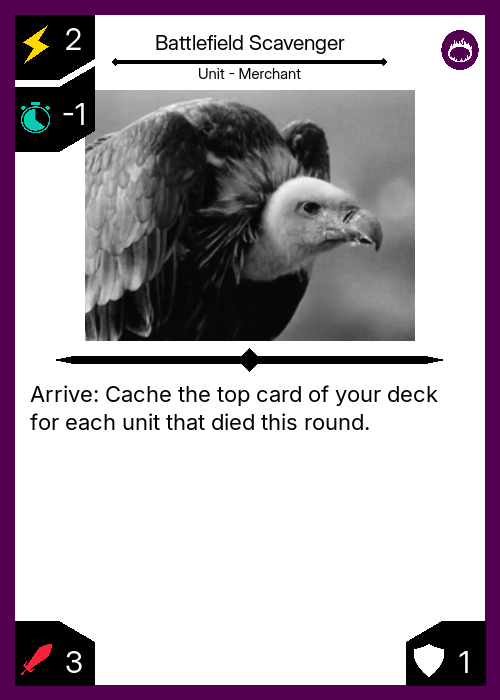 2
Battlefield Scavenger
Unit - Merchant
-1
Arrive: Cache the top card of your deck
for each unit that died this round.
3
1